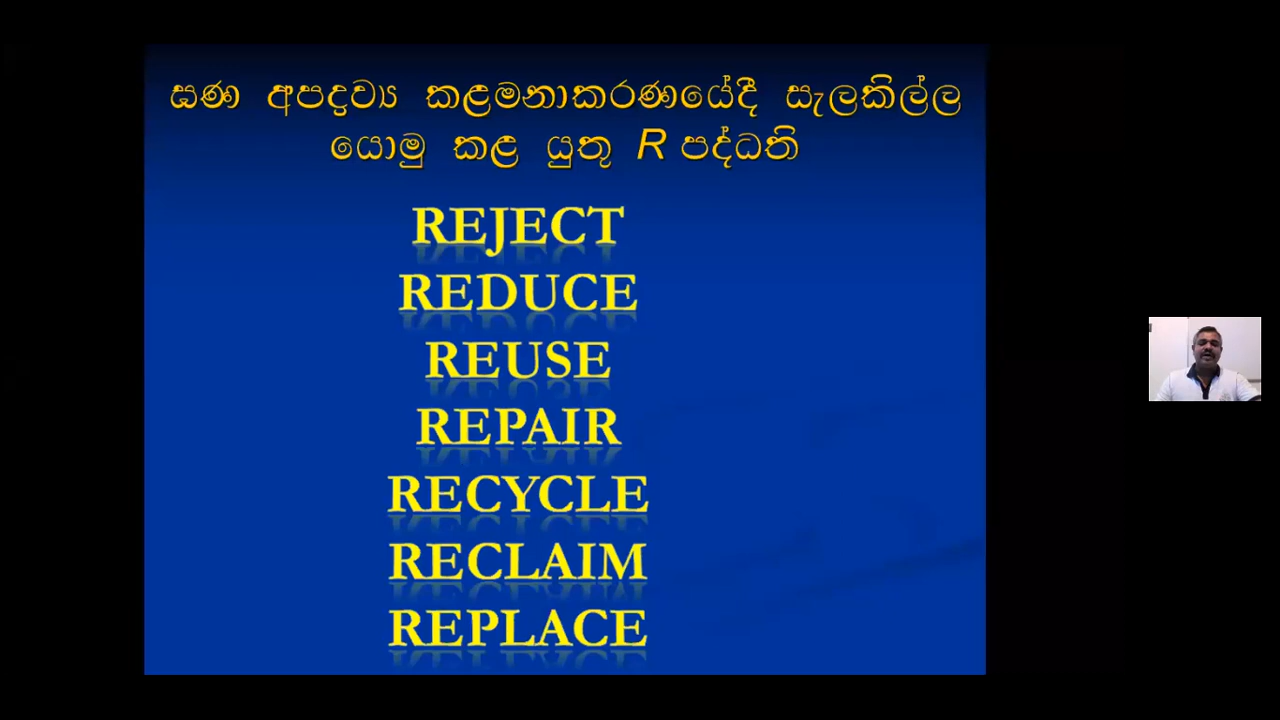 ඝණ අපද්‍රව්‍ය කළමනාකරණයේදී සැලකිල්ල
යොමු කළ යුතු R පද්ධති
REJECT
REDUCE
REUSE
REPAIR
RECYCLE
RECLAIM
REPLACE